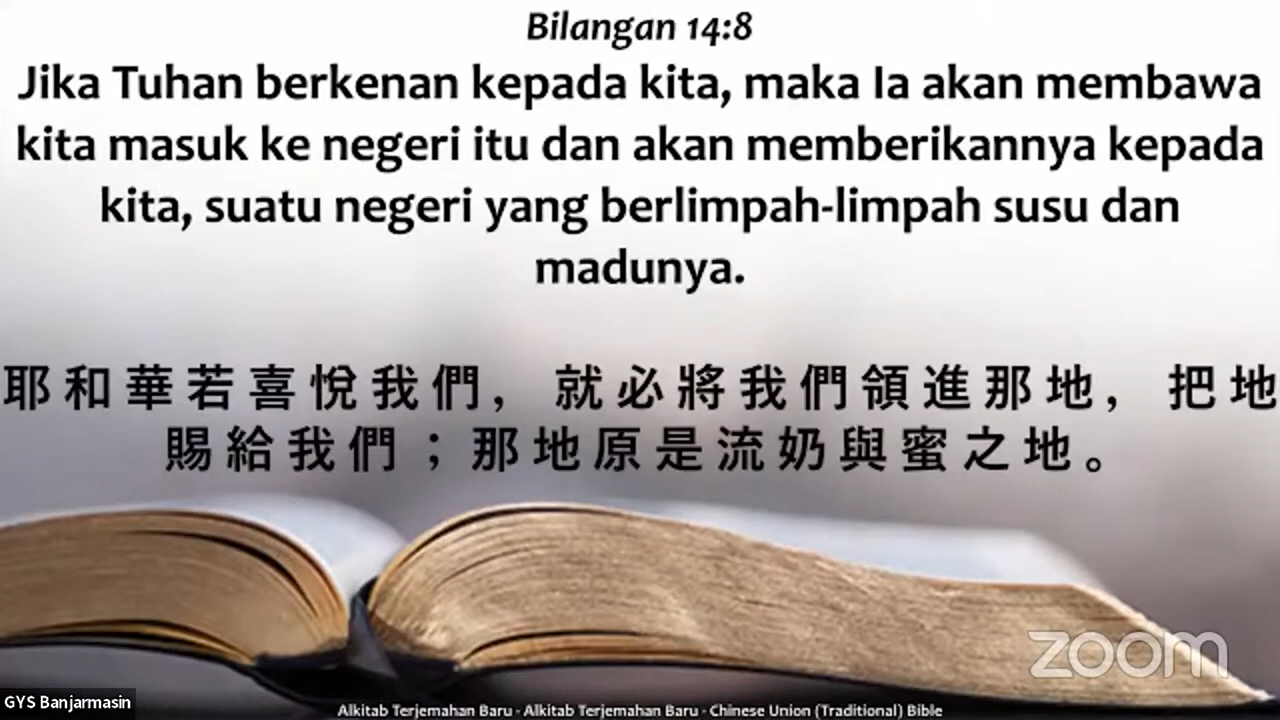 Bilangan 14:8
Jika Tuhan berkenan kepada kita, maka Ia akan membawa
kita masuk ke negeri itu dan akan memberikannya kepada
kita, suatu negeri yang berlimpah-limpah susu dan
madunya.
耶和華若喜悅我們，就必將我們領進那地，把地
賜給我們；那地原是流奶與蜜之地。
zoom
GYS Banjarmasin
Alkitab Terjemahan Baru - Alkitab Terjemahan Baru - Chinese Union (Traditional) Bible